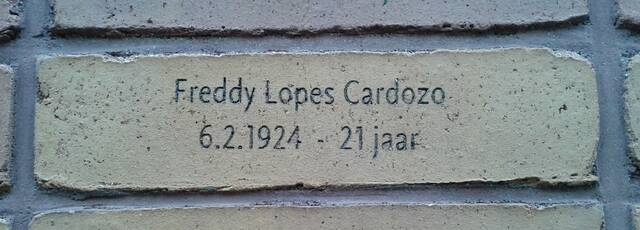 Freddy Lopes Cardozo
6.2.1924 - 21 jaar